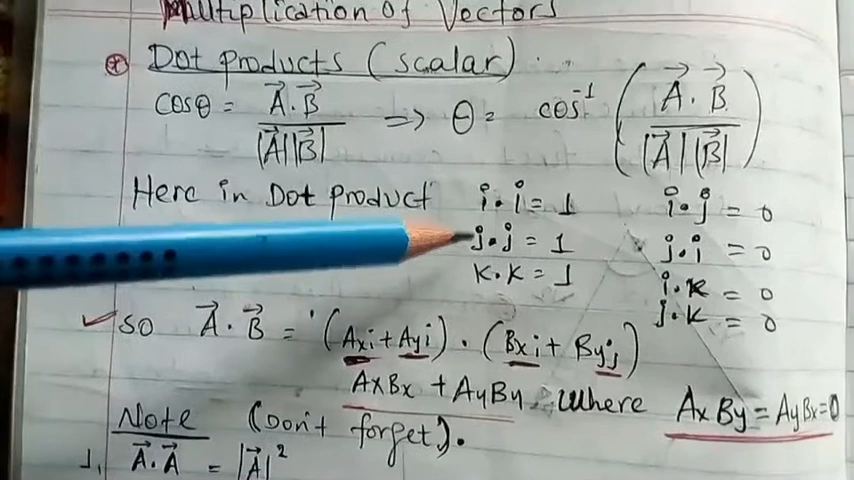 Multiplication Of Vectors
* Dot products (scalar)
cosθ = A⃗.B⃗ / |A⃗||B⃗| => θ = cos⁻¹ (A⃗.B⃗ / |A⃗||B⃗|)
Here in Dot product i.i = 1 i.j = 0
j.j = 1 j.i = 0
k.k = 1 i.k = 0
j.k = 0
✓ so A⃗.B⃗ = (Axi + Ayi) . (Bxi + Byj)
AxBx + AyBy where AxBy = AyBx = 0
Note (Don't forget).
1, A⃗.A⃗ = |A⃗|²